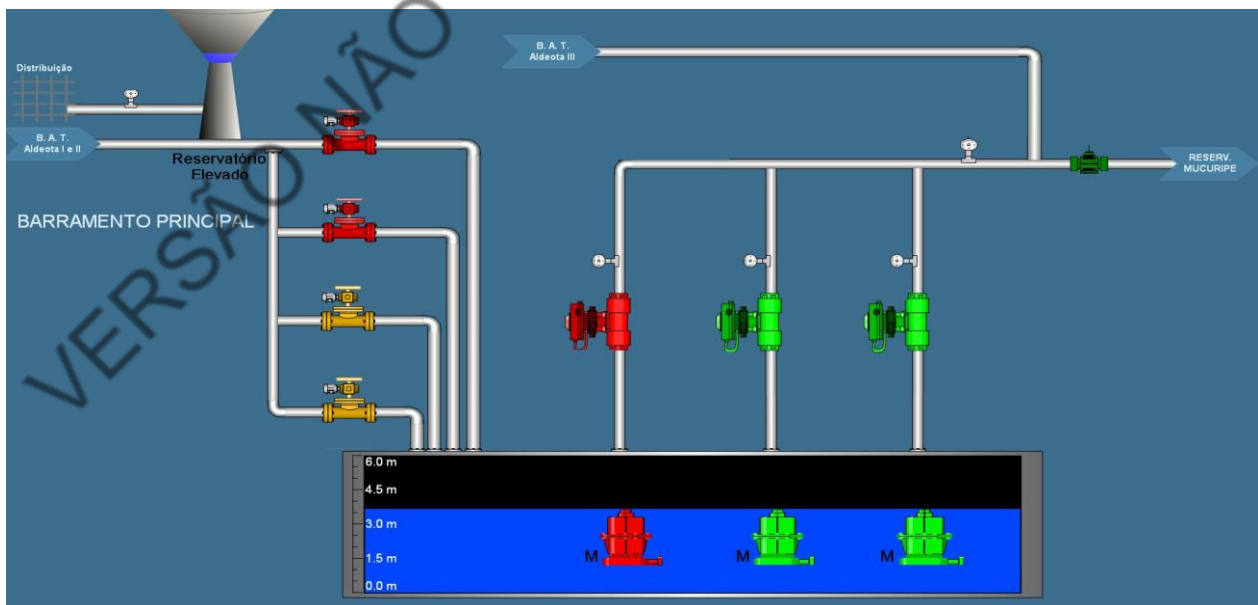 VERSÃO NÃO
Distribuição
B. A. T.
Aldeota I e II
Reservatório
Elevado
BARRAMENTO PRINCIPAL
B. A. T.
Aldeota III
RESERV.
MUCURIPE
6.0 m
4.5 m
3.0 m
1.5 m
0.0 m
M
M
M